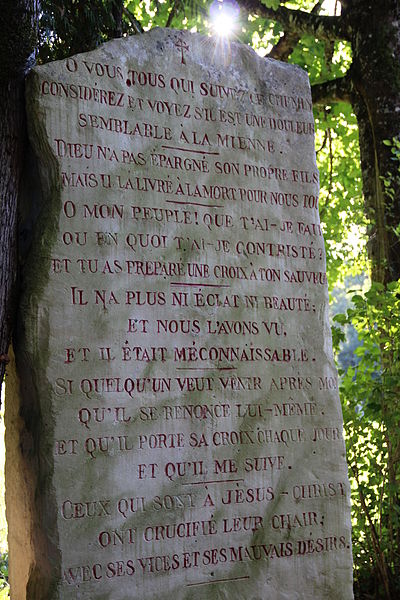 O VOUS TOUS QUI SUIVEZ CE CHEMIN
CONSIDÉREZ ET VOYEZ S'IL EST UNE DOULEUR
SEMBLABLE À LA MIENNE.
DIEU N'A PAS ÉPARGNÉ SON PROPRE FILS
MAIS IL LA LIVRÉ À LA MORT POUR NOUS TOUS
O MON PEUPLE! QUE T'AI-JE FAIT
OU EN QUOI T'AI-JE CONTRISTÉ?
ET TU AS PRÉPARÉ UNE CROIX A TON SAUVEUR
IL N'A PLUS NI ÉCLAT NI BEAUTÉ;
ET NOUS L'AVONS VU,
ET IL ÉTAIT MÉCONNAISSABLE.
SI QUELQU'UN VEUT VENIR APRÈS MOI
QU'IL SE RENONCE LUI-MÊME;
ET QU'IL PORTE SA CROIX CHAQUE JOUR
ET QU'IL ME SUIVE.
CEUX QUI SONT À JÉSUS-CHRIST
ONT CRUCIFIÉ LEUR CHAIR,
AVEC SES VICES ET SES MAUVAIS DÉSIRS.